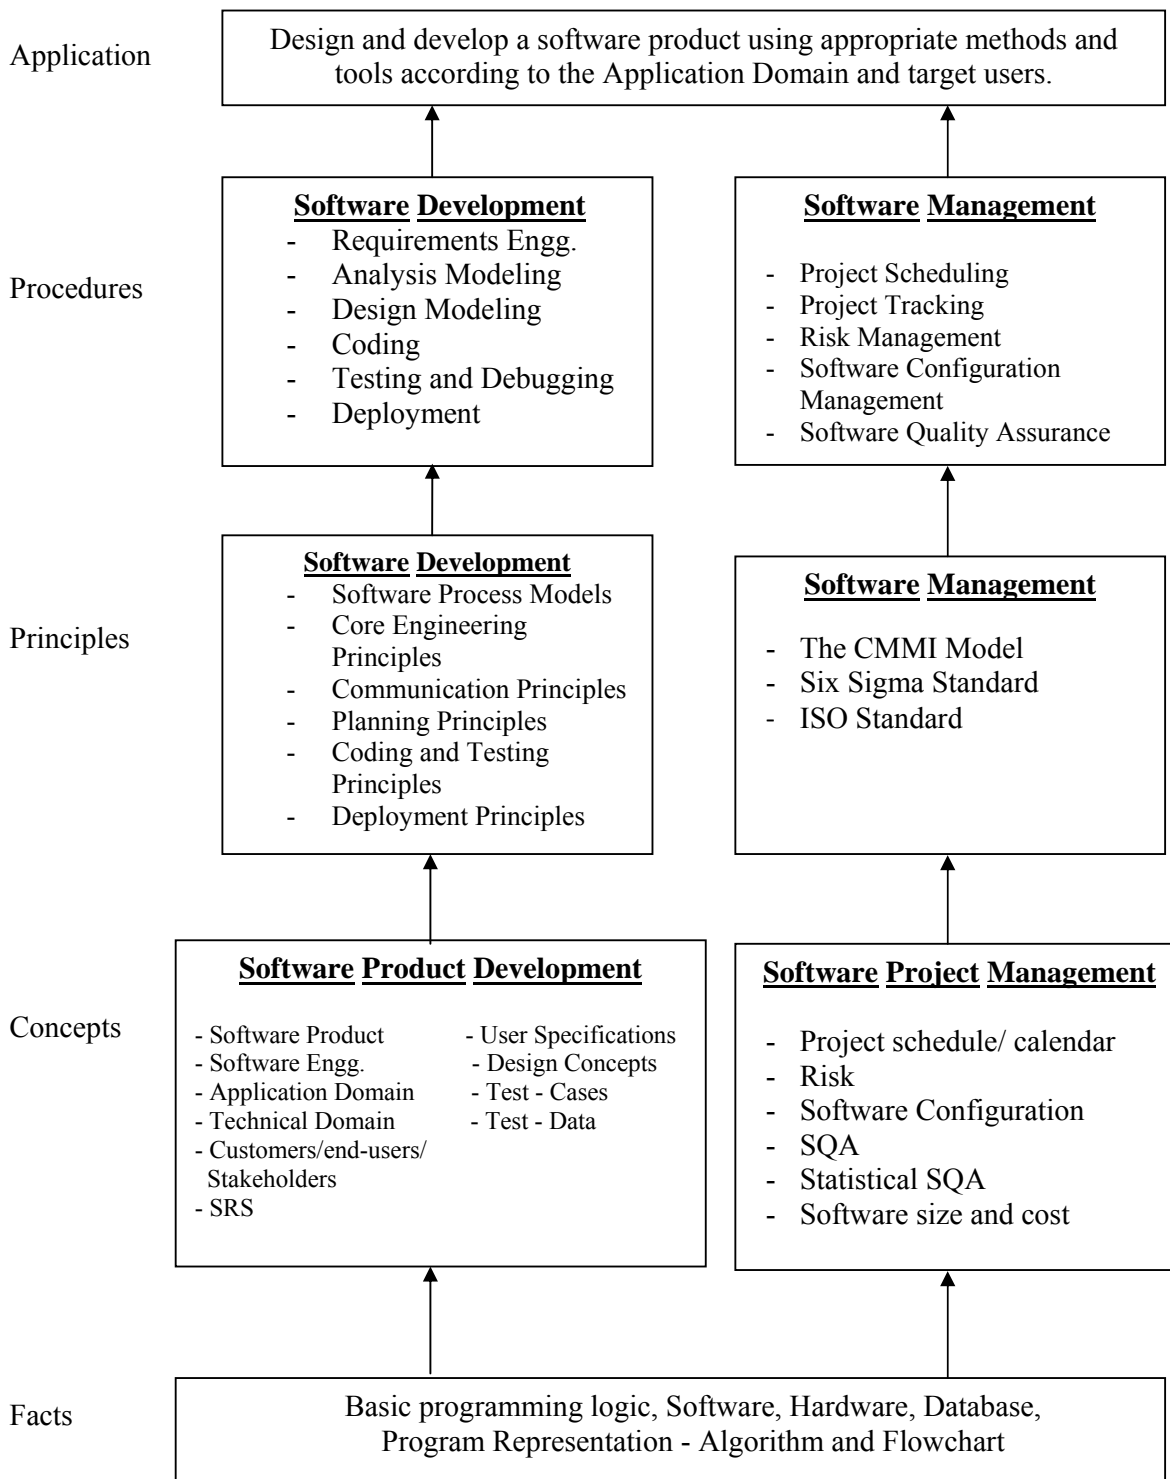 Application
Design and develop a software product using appropriate methods and
tools according to the Application Domain and target users.
Procedures
Software Development
- Requirements Engg.
- Analysis Modeling
- Design Modeling
- Coding
- Testing and Debugging
- Deployment
Software Management
- Project Scheduling
- Project Tracking
- Risk Management
- Software Configuration
Management
- Software Quality Assurance
Principles
Software Development
- Software Process Models
- Core Engineering
Principles
- Communication Principles
- Planning Principles
- Coding and Testing
Principles
- Deployment Principles
Software Management
- The CMMI Model
- Six Sigma Standard
- ISO Standard
Concepts
Software Product Development
- Software Product
- Software Engg.
- Application Domain
- Technical Domain
- Customers/end-users/
Stakeholders
- SRS
- User Specifications
- Design Concepts
- Test - Cases
- Test - Data
Software Project Management
- Project schedule/ calendar
- Risk
- Software Configuration
- SQA
- Statistical SQA
- Software size and cost
Facts
Basic programming logic, Software, Hardware, Database,
Program Representation - Algorithm and Flowchart